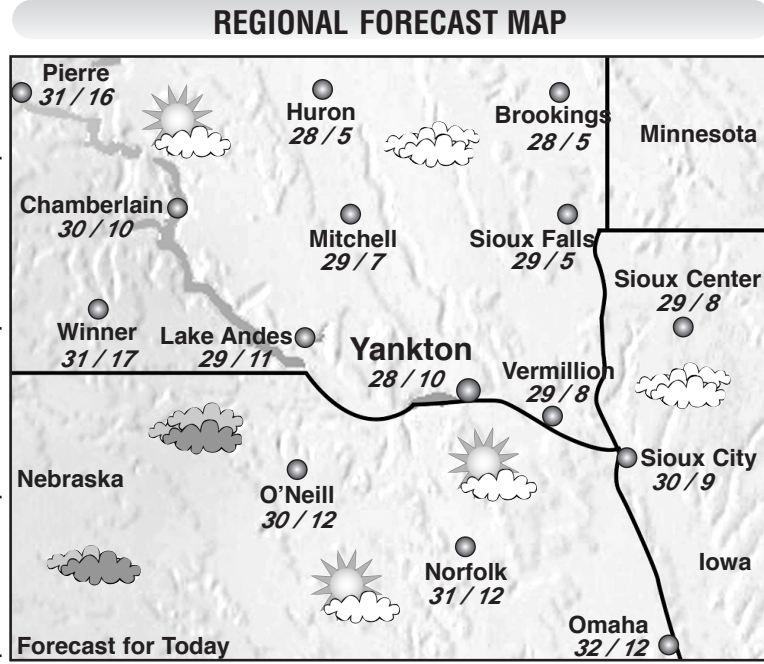 REGIONAL FORECAST MAP
Pierre
31 / 16
Huron
28 / 5
Brookings
28 / 5
Minnesota
Chamberlain
30 / 10
Mitchell
29 / 7
Sioux Falls
29 / 5
Sioux Center
29 / 8
Winner
31 / 17
Lake Andes
29 / 11
Yankton
28 / 10
Vermillion
29 / 8
Nebraska
O'Neill
30 / 12
Sioux City
30 / 9
Norfolk
31 / 12
Iowa
Omaha
32 / 12
Forecast for Today